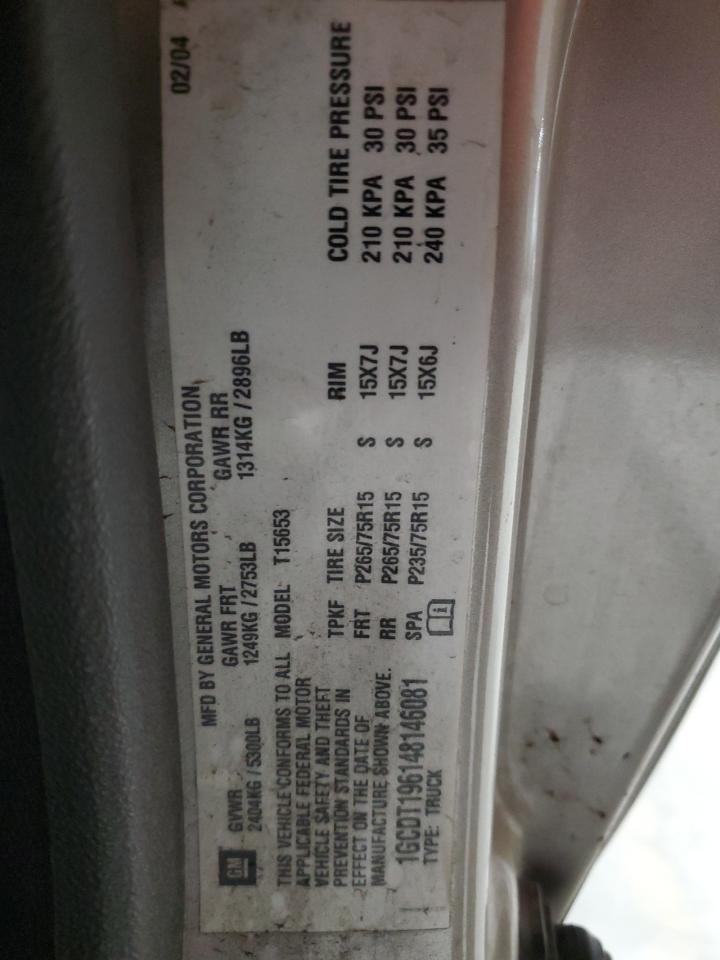 MFD BY GENERAL MOTORS CORPORATION 02/04
GVWR GAWR FRT GAWR RR
GM 2404KG / 5300LB 1249KG / 2753LB 1314KG / 2896LB
THIS VEHICLE CONFORMS TO ALL MODEL T15653
APPLICABLE FEDERAL MOTOR
VEHICLE SAFETY AND THEFT
PREVENTION STANDARDS IN
EFFECT ON THE DATE OF
MANUFACTURE SHOWN ABOVE.
1GCDT196148146081
TYPE: TRUCK
TPKF TIRE SIZE RIM COLD TIRE PRESSURE
FRT P265/75R15 S 15X7J 210 KPA 30 PSI
RR P265/75R15 S 15X7J 210 KPA 30 PSI
SPA P235/75R15 S 15X6J 240 KPA 35 PSI